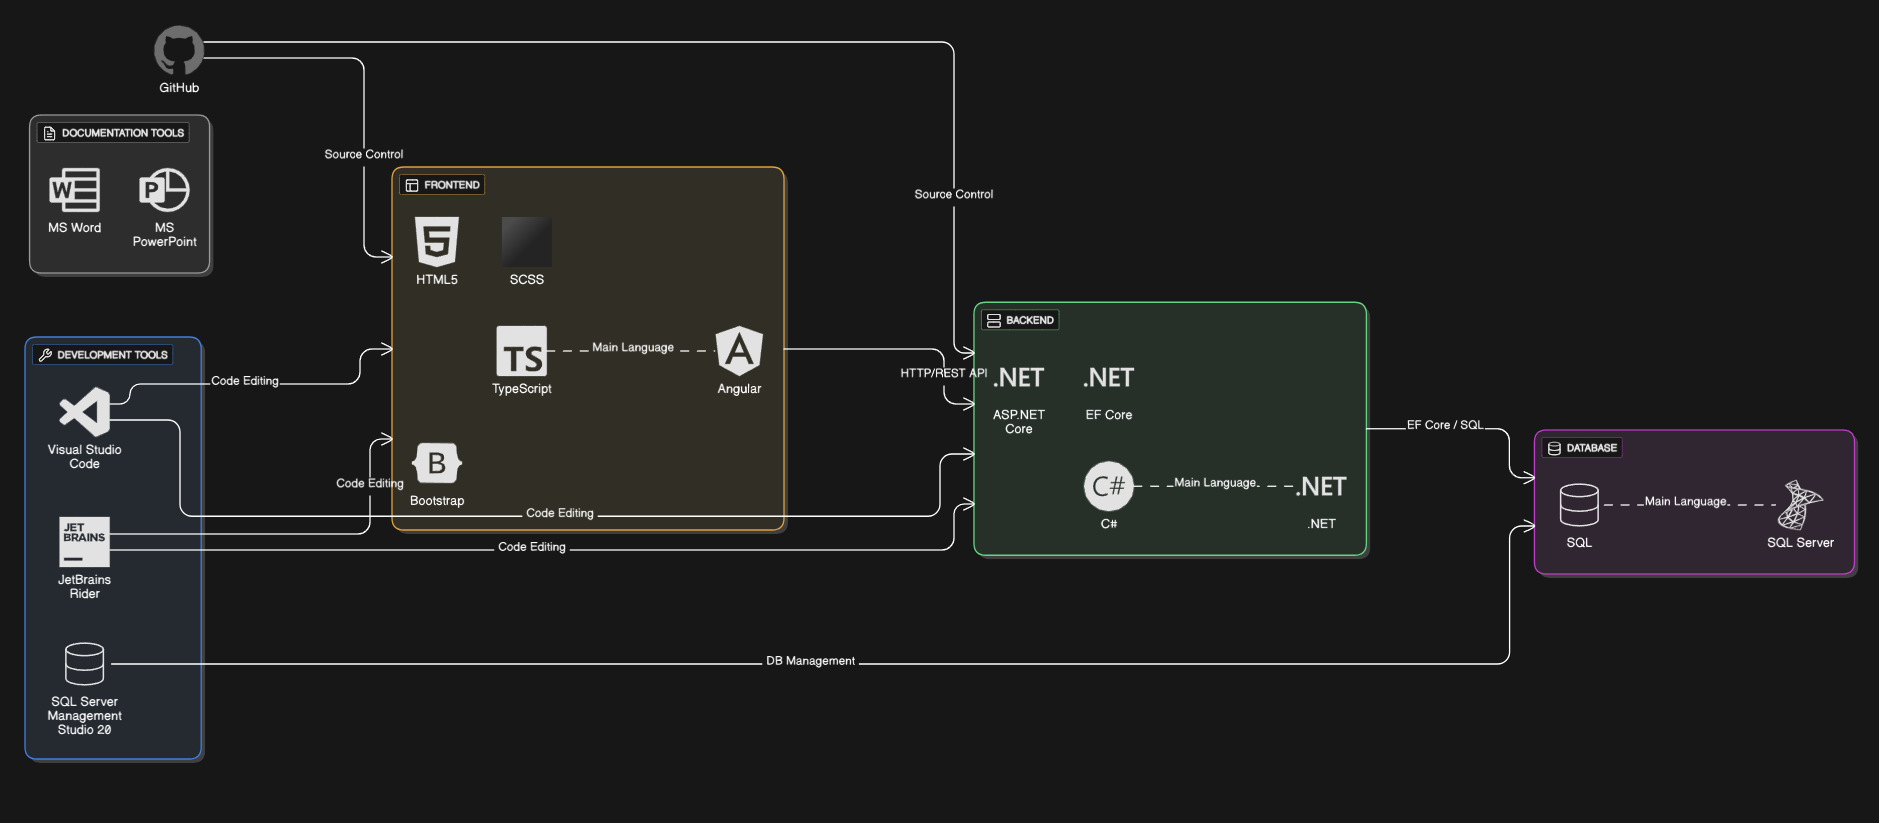 GitHub
DOCUMENTATION TOOLS
W
MS Word
P
MS
PowerPoint
Source Control
Source Control
FRONTEND
5
HTML5
SCSS
TS
TypeScript
Main Language
A
Angular
B
Bootstrap
DEVELOPMENT TOOLS
Visual Studio
Code
Code Editing
Code Editing
Code Editing
Code Editing
JET
BRAINS
JetBrains
Rider
SQL Server
Management
Studio 20
DB Management
HTTP/REST API
BACKEND
.NET
ASP.NET
Core
.NET
EF Core
C#
C#
Main Language
.NET
.NET
EF Core / SQL
DATABASE
SQL
Main Language
SQL Server